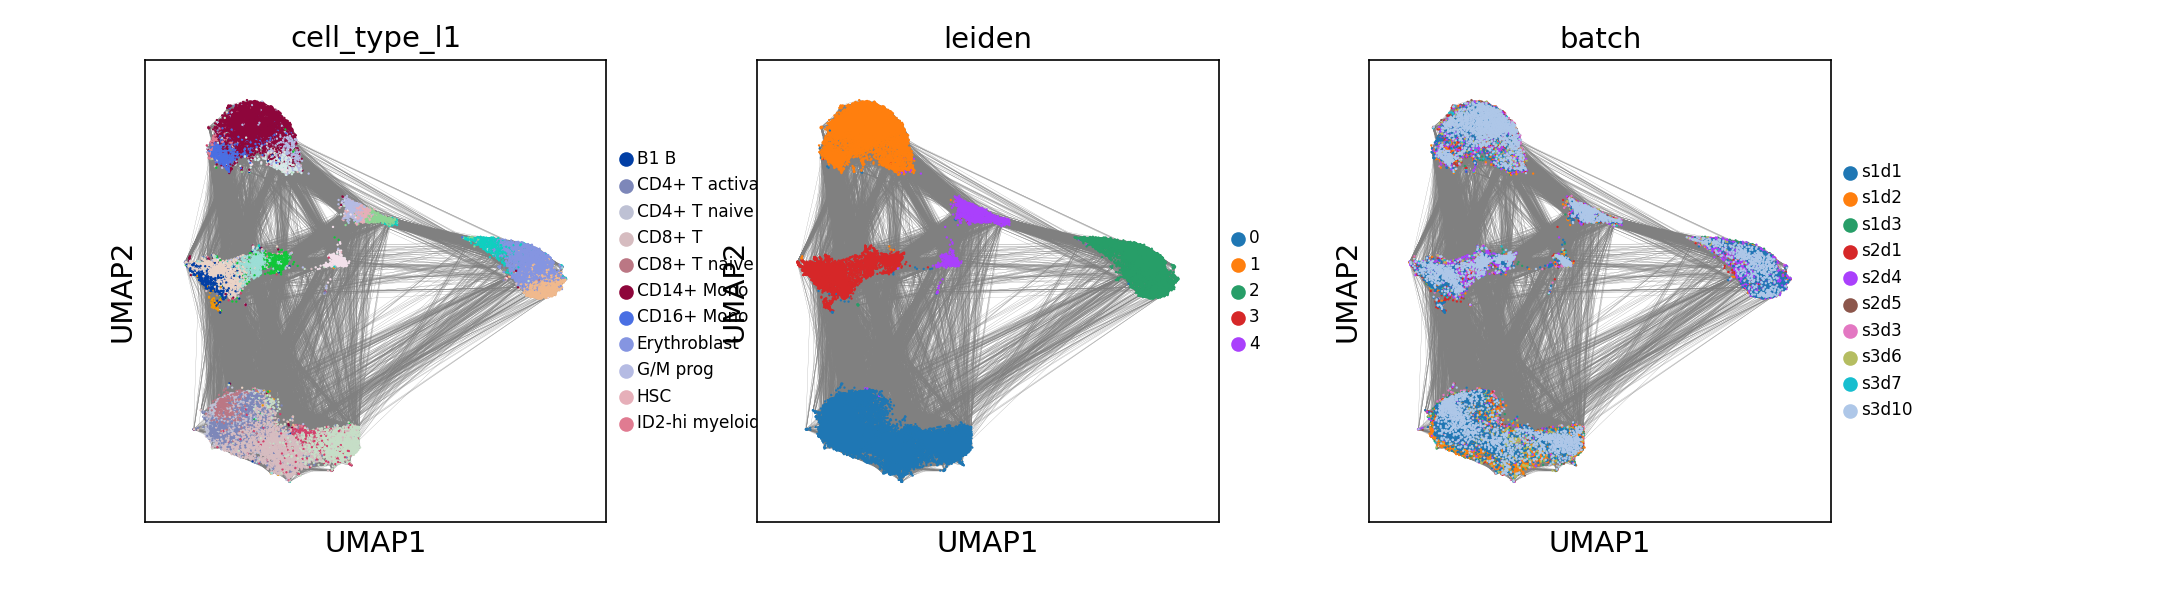 cell_type_l1
UMAP2
UMAP1
B1 B
CD4+ T activa
CD4+ T naive
CD8+ T
CD8+ T naive
CD14+ Mono
CD16+ Mono
Erythroblast
G/M prog
HSC
ID2-hi myeloid
leiden
UMAP2
UMAP1
0
1
2
3
4
batch
UMAP2
UMAP1
s1d1
s1d2
s1d3
s2d1
s2d4
s2d5
s3d3
s3d6
s3d7
s3d10